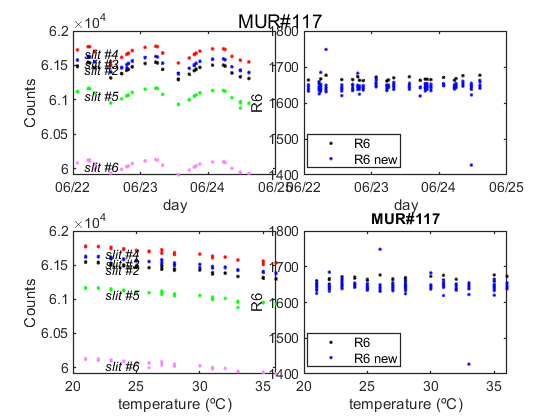 MUR#117
×10⁴
6.2
6.15
6.1
6.05
6
Counts
slit #4
slit #3
slit #2
slit #5
slit #6
06/22
06/23
06/24
06/25
day
1800
1700
1600
1500
1400
R6
R6
R6 new
06/22
06/23
06/24
06/25
day
×10⁴
6.2
6.15
6.1
6.05
6
Counts
slit #4
slit #2
slit #5
slit #6
20
25
30
35
temperature (ºC)
MUR#117
1800
1700
1600
1500
1400
R6
R6
R6 new
20
25
30
35
temperature (ºC)